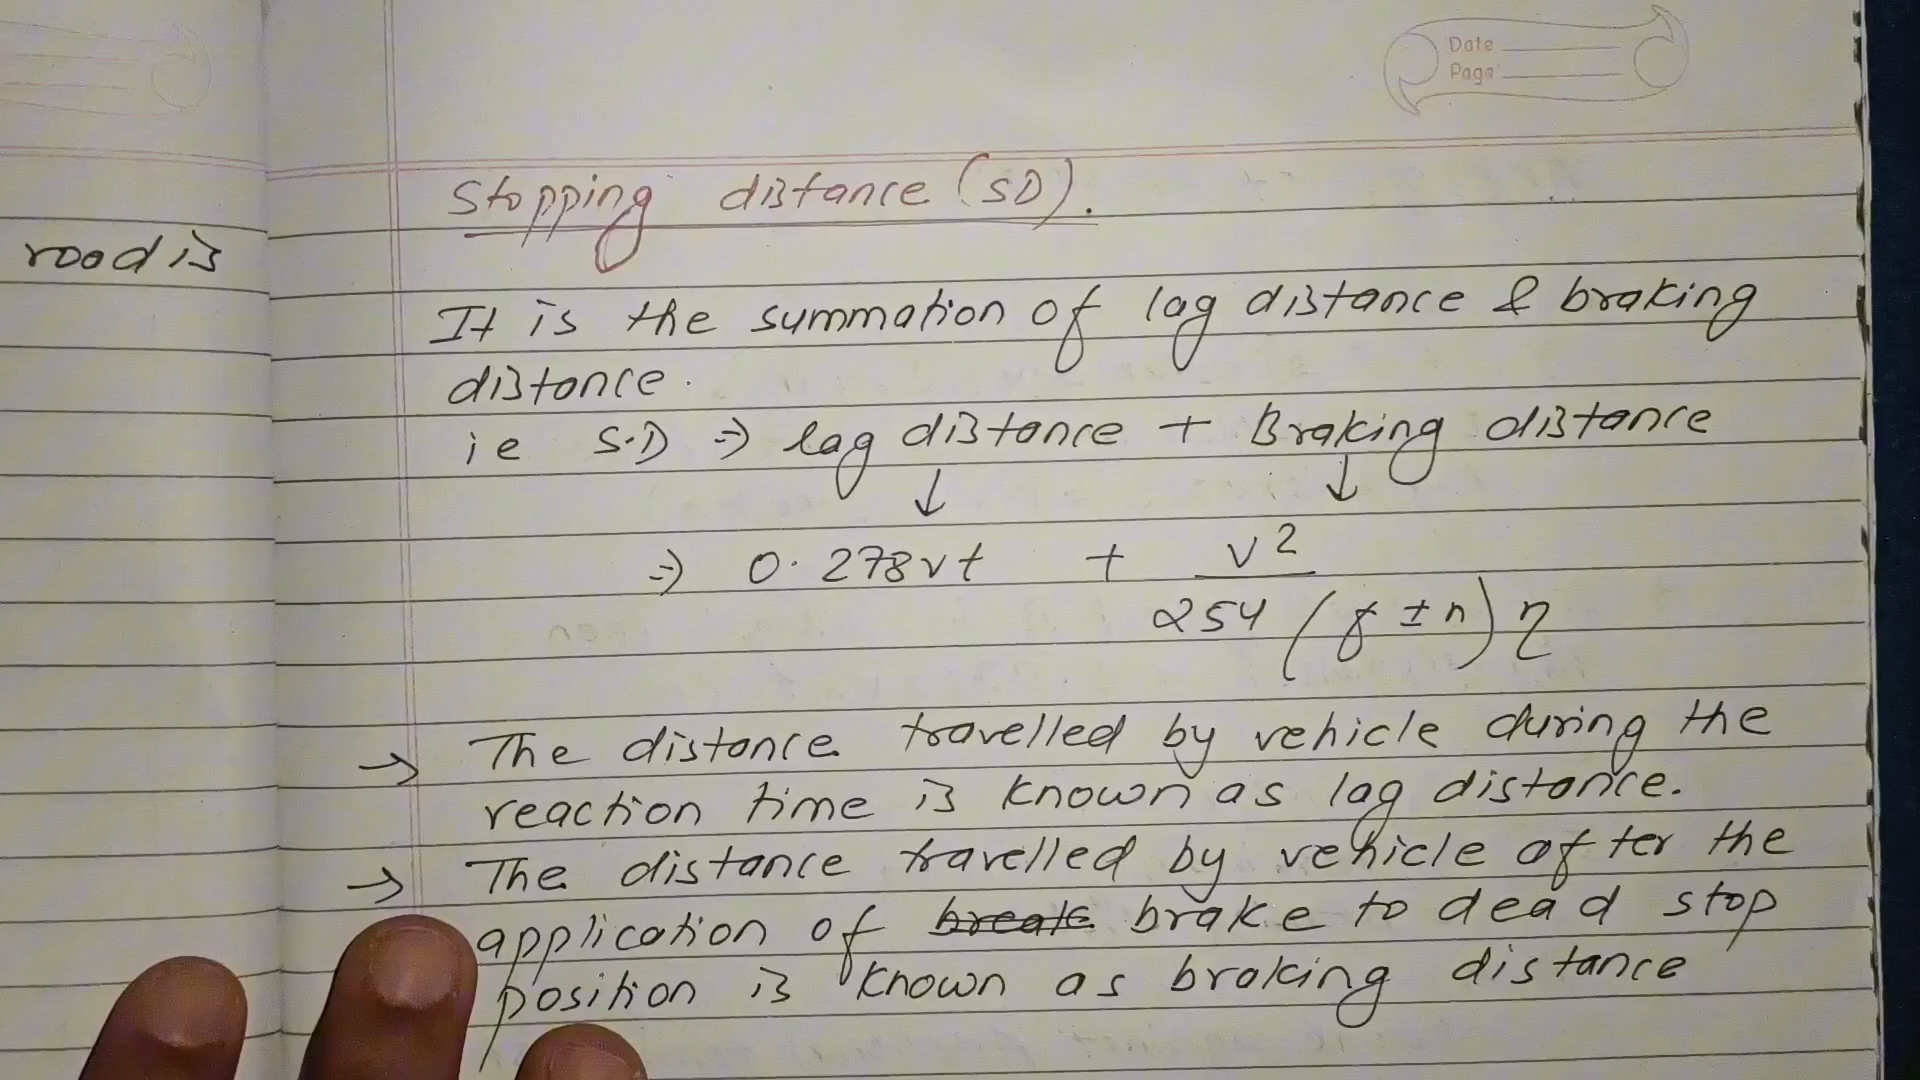 Date
Page
Stopping distance (SD).
road is
It is the summation of lag distance & braking
distance.
ie S.D => lag distance + Braking distance
↓ ↓
=> 0.278vt + v²
254 (f ± n) η
→ The distance travelled by vehicle during the
reaction time is known as lag distance.
→ The distance travelled by vehicle after the
application of ~~break~~ brake to dead stop
position is known as braking distance